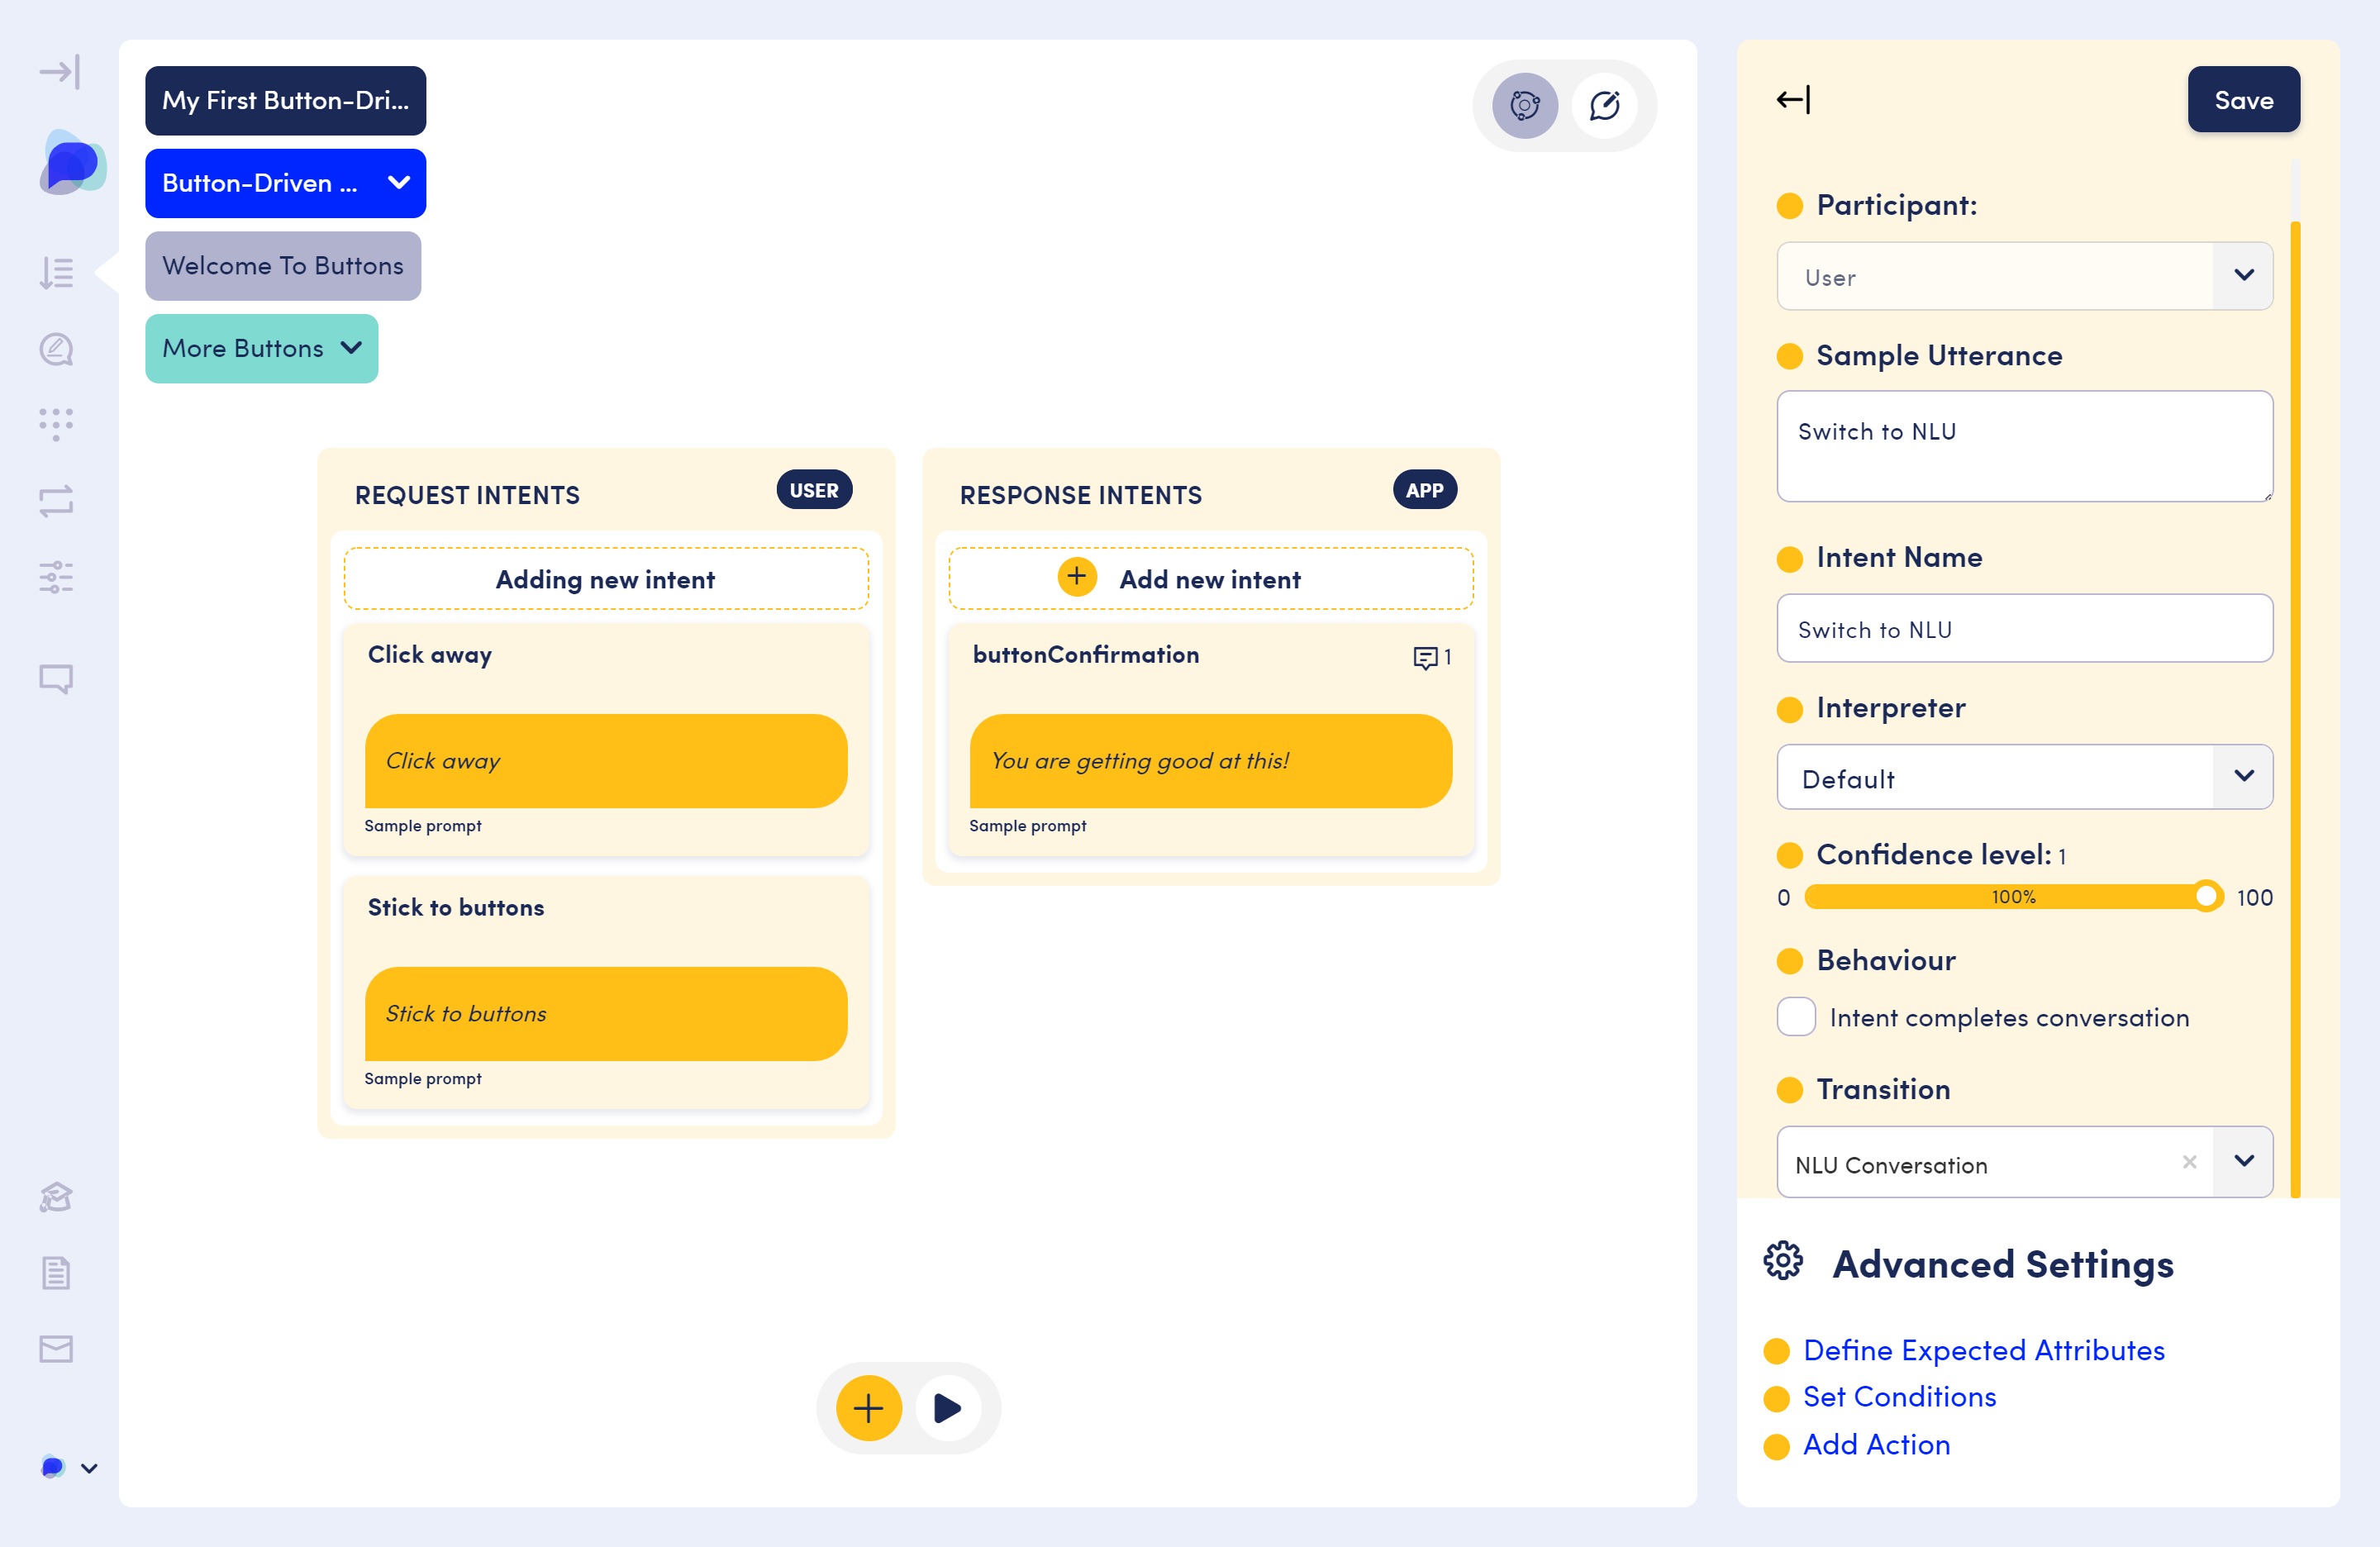 My First Button-Dri...
Button-Driven ...
Welcome To Buttons
More Buttons
REQUEST INTENTS
USER
Adding new intent
Click away
Click away
Sample prompt
Stick to buttons
Stick to buttons
Sample prompt
RESPONSE INTENTS
APP
Add new intent
buttonConfirmation
1
You are getting good at this!
Sample prompt
Save
Participant:
User
Sample Utterance
Switch to NLU
Intent Name
Switch to NLU
Interpreter
Default
Confidence level: 1
0
100%
100
Behaviour
Intent completes conversation
Transition
NLU Conversation
Advanced Settings
Define Expected Attributes
Set Conditions
Add Action